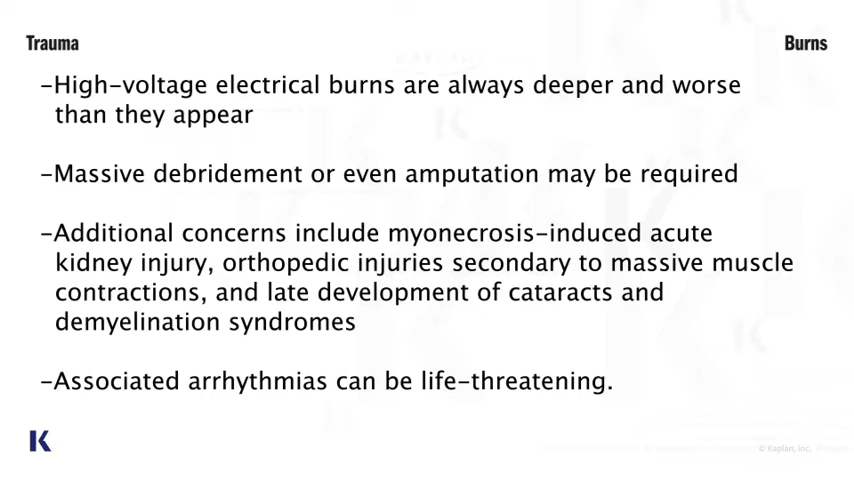 Trauma
Burns
-High-voltage electrical burns are always deeper and worse
than they appear
-Massive debridement or even amputation may be required
-Additional concerns include myonecrosis-induced acute
kidney injury, orthopedic injuries secondary to massive muscle
contractions, and late development of cataracts and
demyelination syndromes
-Associated arrhythmias can be life-threatening.
K
© Kaplan, Inc.